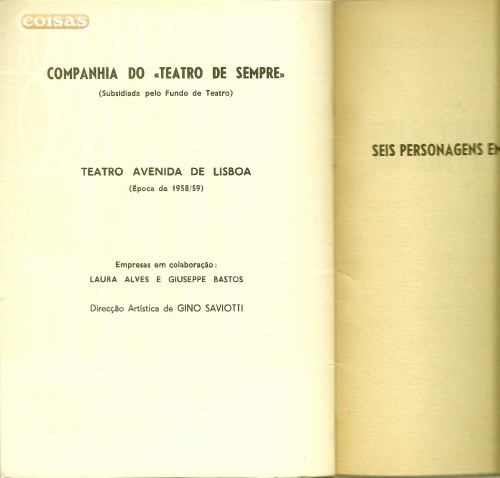 coisas
COMPANHIA DO «TEATRO DE SEMPRE»
(Subsidiada pelo Fundo de Teatro)
TEATRO AVENIDA DE LISBOA
(Época de 1958/59)
Empresas em colaboração:
LAURA ALVES E GIUSEPPE BASTOS
Direcção Artística de GINO SAVIOTTI
SEIS PERSONAGENS EM